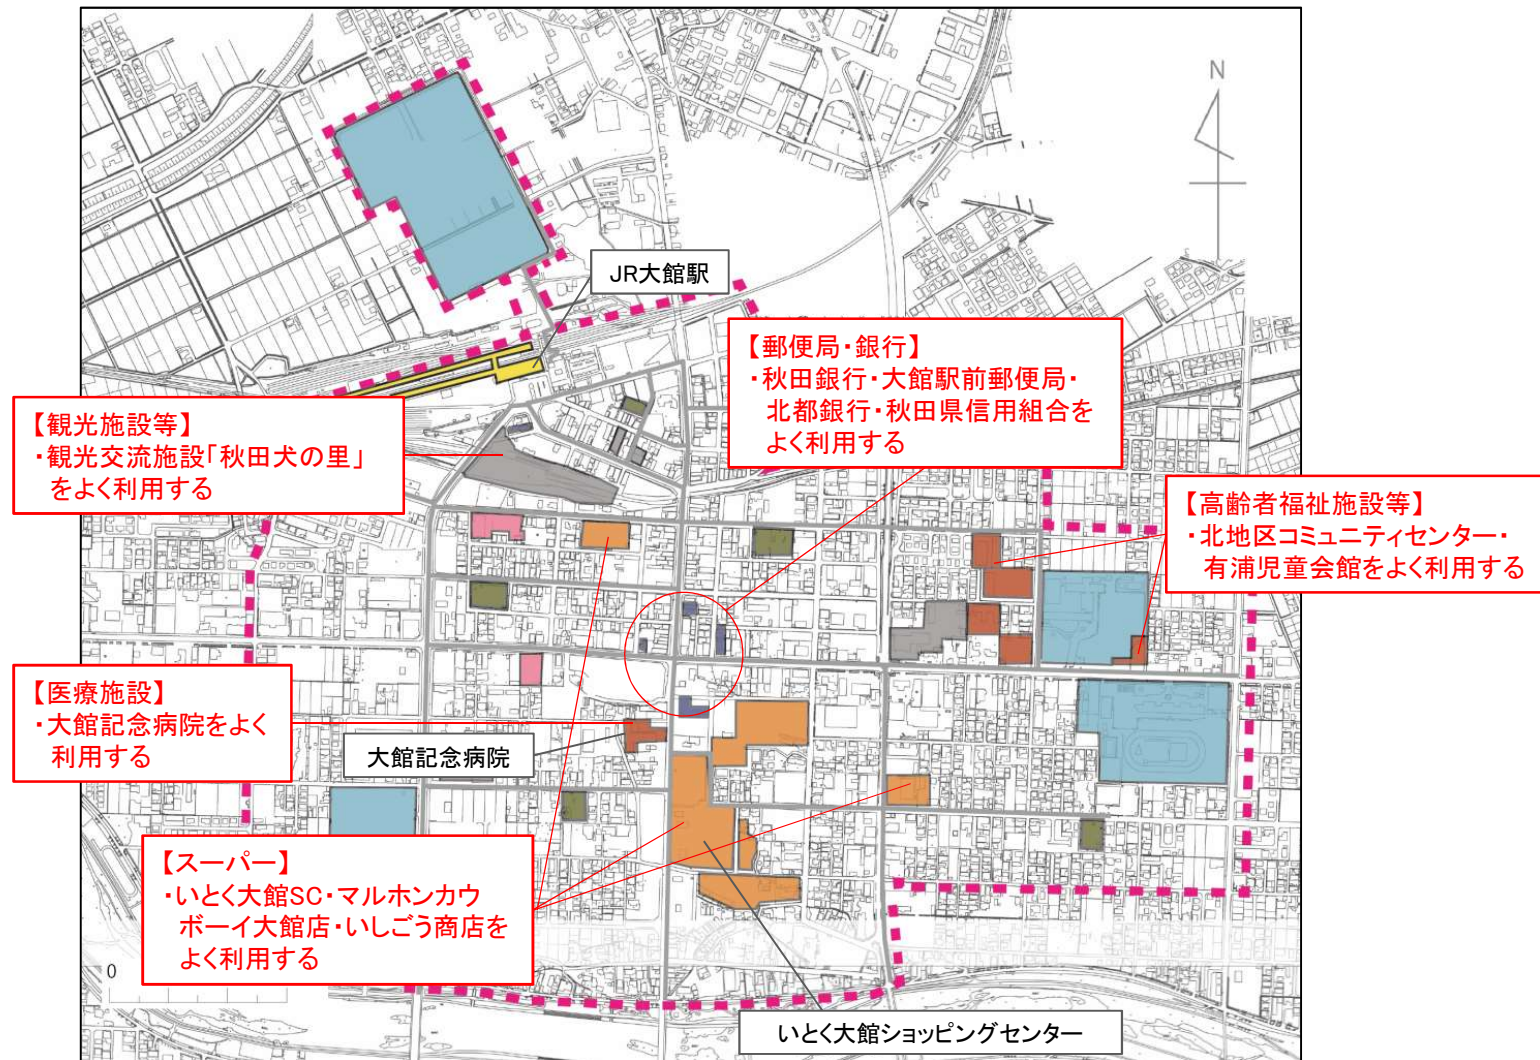 N
JR大館駅
【郵便局・銀行】
・秋田銀行・大館駅前郵便局・
北都銀行・秋田県信用組合を
よく利用する
【観光施設等】
・観光交流施設「秋田犬の里」
をよく利用する
【高齢者福祉施設等】
・北地区コミュニティセンター・
有浦児童会館をよく利用する
【医療施設】
・大館記念病院をよく
利用する
大館記念病院
【スーパー】
・いとく大館SC・マルホンカウ
ボーイ大館店・いしごう商店を
よく利用する
0
いとく大館ショッピングセンター